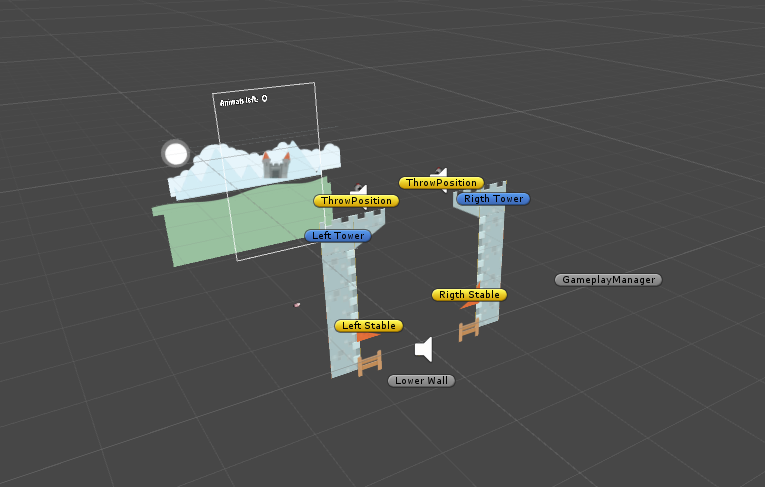 Animals left: 0
ThrowPosition
ThrowPosition
Rigth Tower
Left Tower
GameplayManager
Rigth Stable
Left Stable
Lower Wall